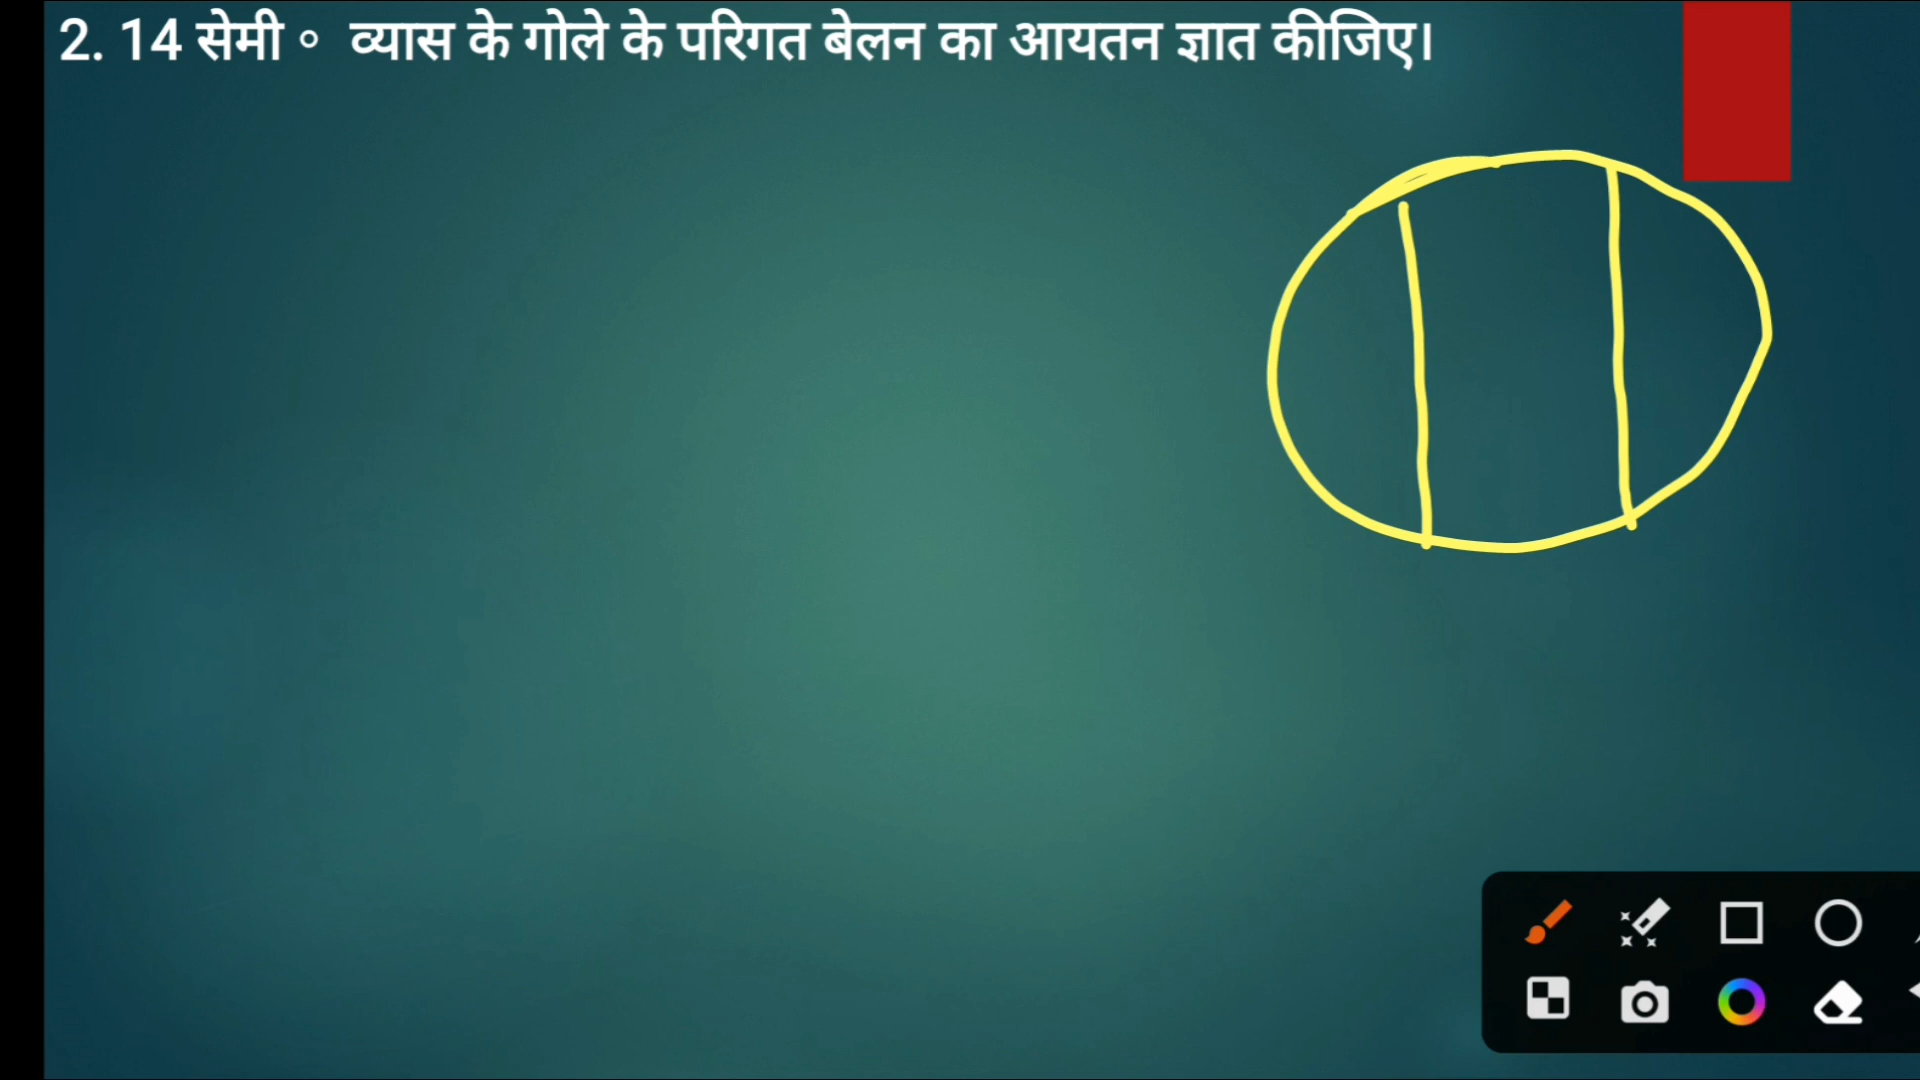 2. 14 सेमी ॰ व्यास के गोले के परिगत बेलन का आयतन ज्ञात कीजिए।